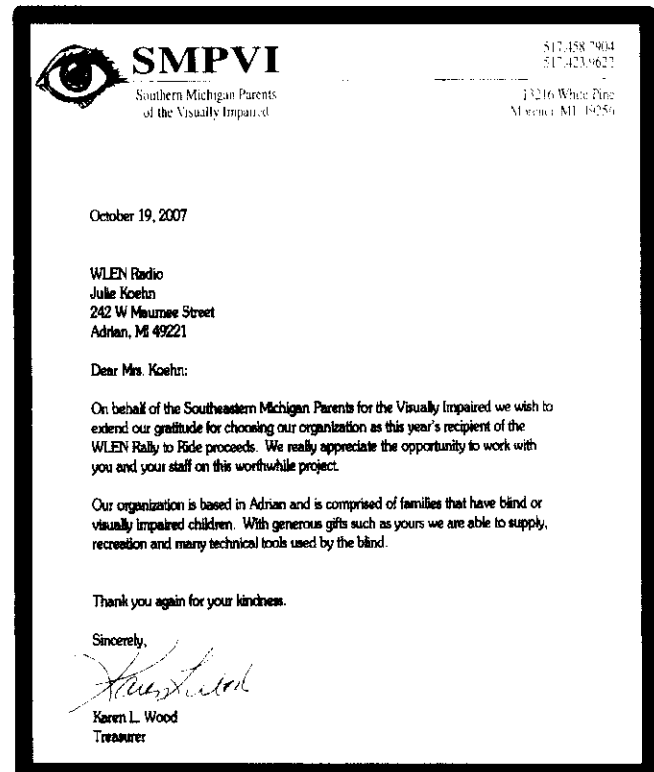 SMPVI
Southern Michigan Parents
of the Visually Impaired
517.458.7904
517.423.9622
13216 White Pine
Morenci MI 49256
October 19, 2007
WLEN Radio
Julie Koehn
242 W Maumee Street
Adrian, MI 49221
Dear Mrs. Koehn:
On behalf of the Southeastern Michigan Parents for the Visually Impaired we wish to
extend our gratitude for choosing our organization as this year's recipient of the
WLEN Rally to Ride proceeds. We really appreciate the opportunity to work with
you and your staff on this worthwhile project.
Our organization is based in Adrian and is comprised of families that have blind or
visually impaired children. With generous gifts such as yours we are able to supply,
recreation and many technical tools used by the blind.
Thank you again for your kindness.
Sincerely,
Karen L Wood
Karen L. Wood
Treasurer